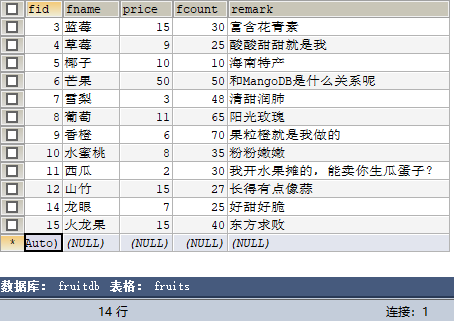 fid fname price fcount remark
3 蓝莓 15 30 富含花青素
4 草莓 9 25 酸酸甜甜就是我
5 椰子 10 10 海南特产
6 芒果 50 50 和MangoDB是什么关系呢
7 雪梨 3 48 清甜润肺
8 葡萄 11 65 阳光玫瑰
9 香橙 6 70 果粒橙就是我做的
10 水蜜桃 8 35 粉粉嫩嫩
11 西瓜 2 30 我开水果摊的，能卖你生瓜蛋子？
12 山竹 15 27 长得有点像蒜
14 龙眼 7 25 好甜好脆
15 火龙果 15 40 东方求败
* Auto) (NULL) (NULL) (NULL) (NULL)
数据库： fruitdb 表格： fruits
14 行 连接：1